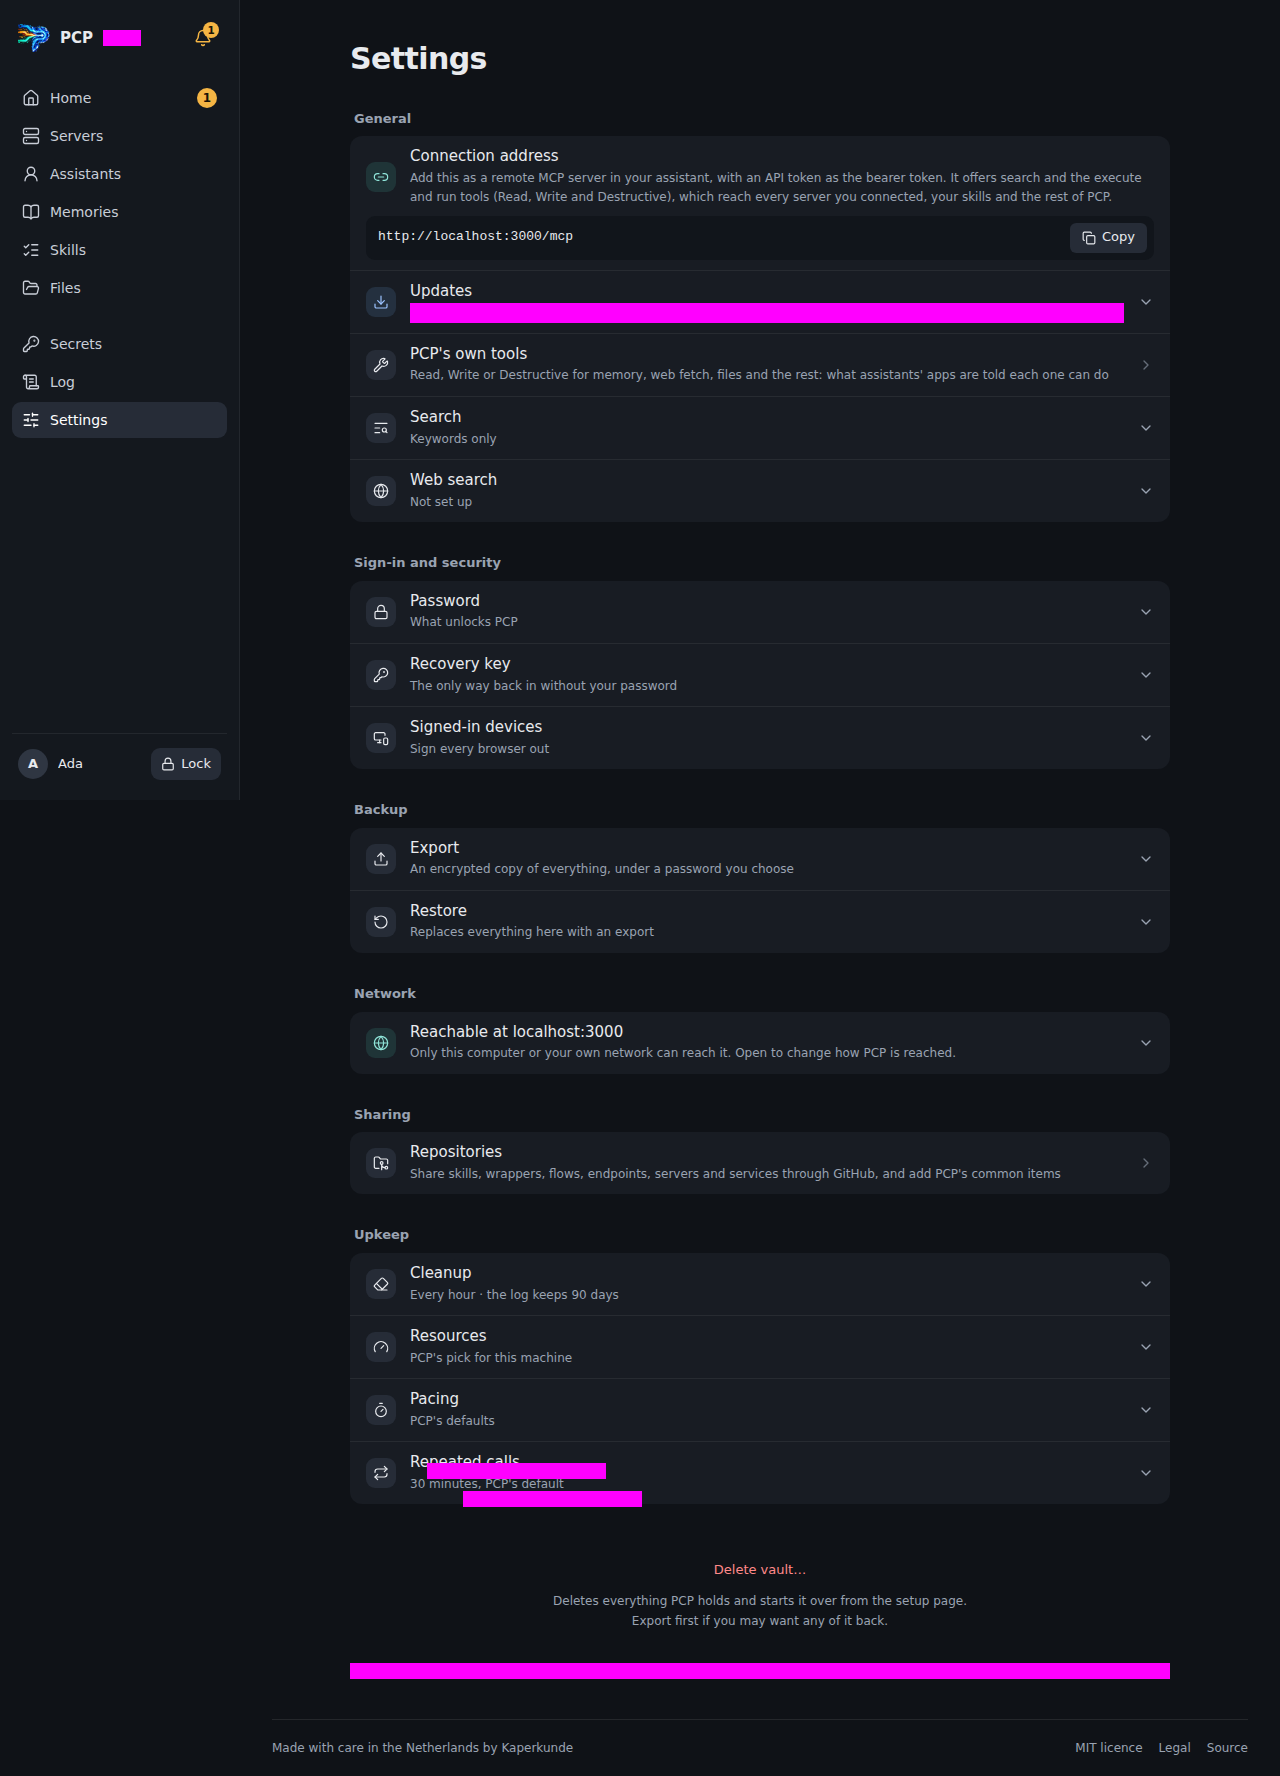 PCP
1
Home
1
Servers
Assistants
Memories
Skills
Files
Secrets
Log
Settings
A
Ada
Lock
Settings
General
Connection address
Add this as a remote MCP server in your assistant, with an API token as the bearer token. It offers search and the execute
and run tools (Read, Write and Destructive), which reach every server you connected, your skills and the rest of PCP.
http://localhost:3000/mcp
Copy
Updates
PCP's own tools
Read, Write or Destructive for memory, web fetch, files and the rest: what assistants' apps are told each one can do
Search
Keywords only
Web search
Not set up
Sign-in and security
Password
What unlocks PCP
Recovery key
The only way back in without your password
Signed-in devices
Sign every browser out
Backup
Export
An encrypted copy of everything, under a password you choose
Restore
Replaces everything here with an export
Network
Reachable at localhost:3000
Only this computer or your own network can reach it. Open to change how PCP is reached.
Sharing
Repositories
Share skills, wrappers, flows, endpoints, servers and services through GitHub, and add PCP's common items
Upkeep
Cleanup
Every hour · the log keeps 90 days
Resources
PCP's pick for this machine
Pacing
PCP's defaults
Repeated calls
30 minutes, PCP's default
Delete vault…
Deletes everything PCP holds and starts it over from the setup page.
Export first if you may want any of it back.
Made with care in the Netherlands by Kaperkunde
MIT licence
Legal
Source